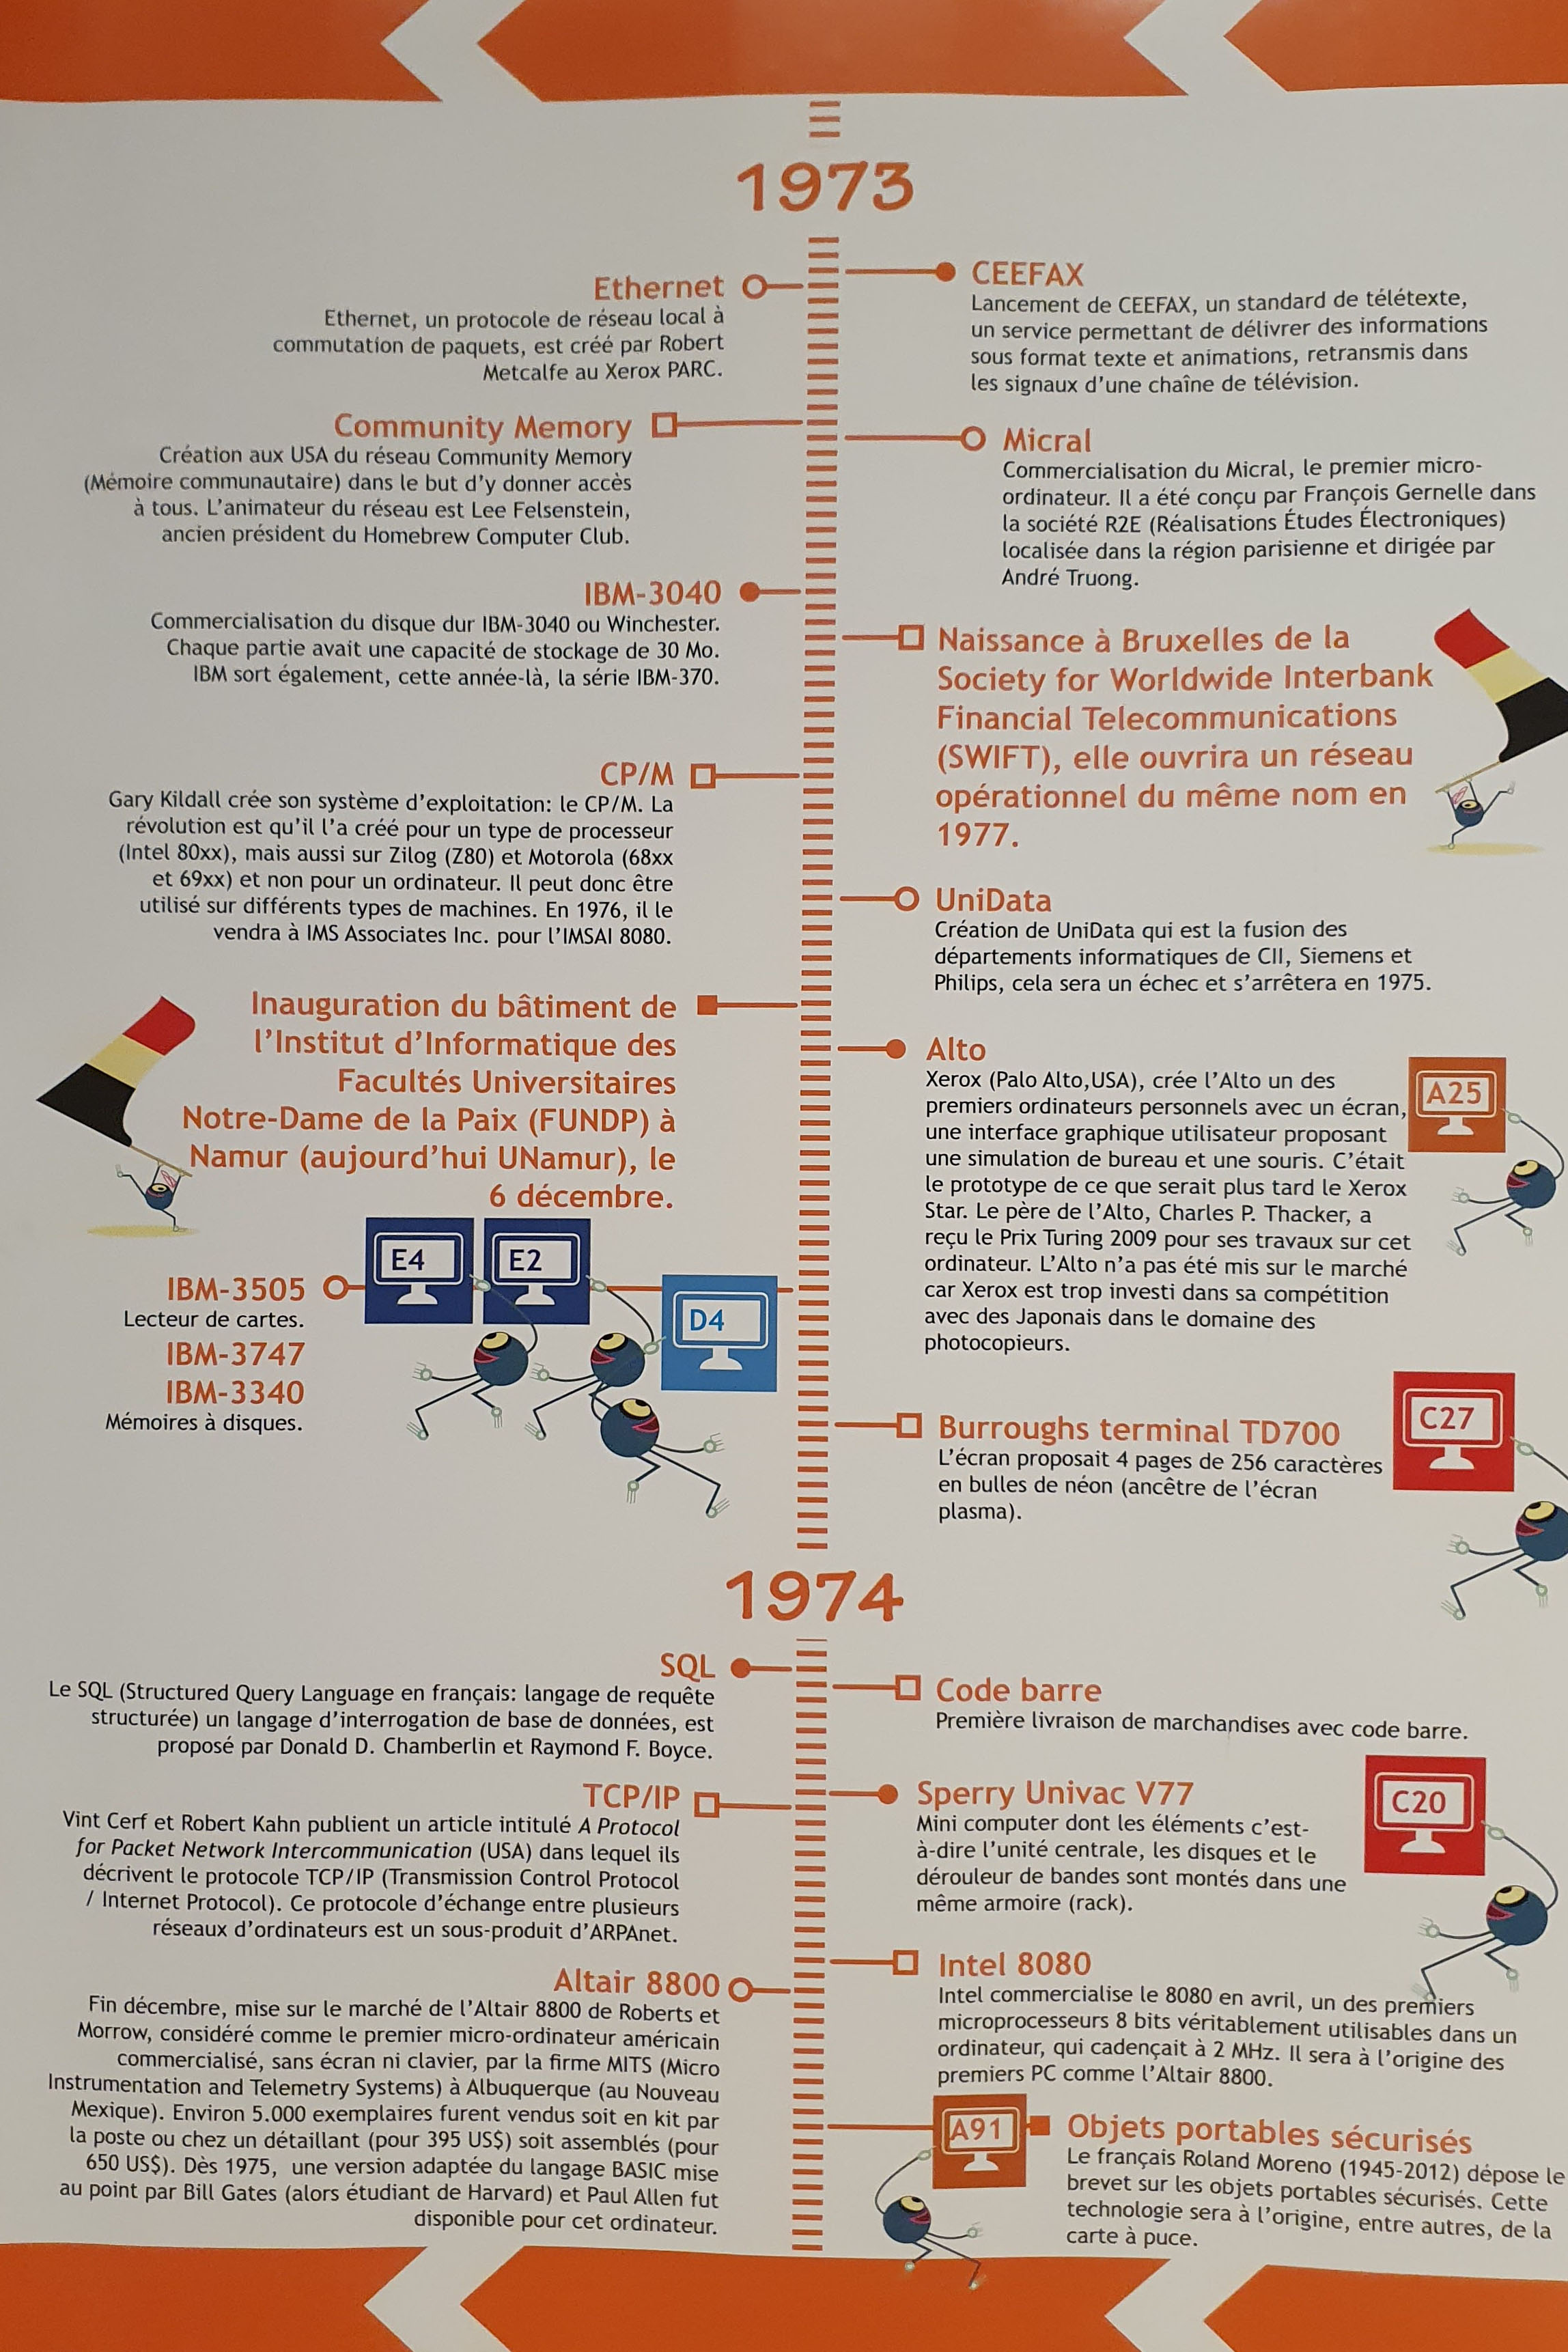 1973
Ethernet
Ethernet, un protocole de réseau local à
commutation de paquets, est créé par Robert
Metcalfe au Xerox PARC.
CEEFAX
Lancement de CEEFAX, un standard de télétexte,
un service permettant de délivrer des informations
sous format texte et animations, retransmis dans
les signaux d'une chaîne de télévision.
Community Memory
Création aux USA du réseau Community Memory
(Mémoire communautaire) dans le but d'y donner accès
à tous. L'animateur du réseau est Lee Felsenstein,
ancien président du Homebrew Computer Club.
Micral
Commercialisation du Micral, le premier micro-
ordinateur. Il a été conçu par François Gernelle dans
la société R2E (Réalisations Études Électroniques)
localisée dans la région parisienne et dirigée par
André Truong.
IBM-3040
Commercialisation du disque dur IBM-3040 ou Winchester.
Chaque partie avait une capacité de stockage de 30 Mo.
IBM sort également, cette année-là, la série IBM-370.
Naissance à Bruxelles de la
Society for Worldwide Interbank
Financial Telecommunications
(SWIFT), elle ouvrira un réseau
opérationnel du même nom en
1977.
CP/M
Gary Kildall crée son système d'exploitation: le CP/M. La
révolution est qu'il l'a créé pour un type de processeur
(Intel 80xx), mais aussi sur Zilog (Z80) et Motorola (68xx
et 69xx) et non pour un ordinateur. Il peut donc être
utilisé sur différents types de machines. En 1976, il le
vendra à IMS Associates Inc. pour l'IMSAI 8080.
UniData
Création de UniData qui est la fusion des
départements informatiques de CII, Siemens et
Philips, cela sera un échec et s'arrêtera en 1975.
Inauguration du bâtiment de
l'Institut d'Informatique des
Facultés Universitaires
Notre-Dame de la Paix (FUNDP) à
Namur (aujourd'hui UNamur), le
6 décembre.
Alto
Xerox (Palo Alto,USA), crée l'Alto un des
premiers ordinateurs personnels avec un écran,
une interface graphique utilisateur proposant
une simulation de bureau et une souris. C'était
le prototype de ce que serait plus tard le Xerox
Star. Le père de l'Alto, Charles P. Thacker, a
reçu le Prix Turing 2009 pour ses travaux sur cet
ordinateur. L'Alto n'a pas été mis sur le marché
car Xerox est trop investi dans sa compétition
avec des Japonais dans le domaine des
photocopieurs.
A25
E4
E2
D4
IBM-3505
Lecteur de cartes.
IBM-3747
IBM-3340
Mémoires à disques.
Burroughs terminal TD700
L'écran proposait 4 pages de 256 caractères
en bulles de néon (ancêtre de l'écran
plasma).
C27
1974
SQL
Le SQL (Structured Query Language en français: langage de requête
structurée) un langage d'interrogation de base de données, est
proposé par Donald D. Chamberlin et Raymond F. Boyce.
Code barre
Première livraison de marchandises avec code barre.
TCP/IP
Vint Cerf et Robert Kahn publient un article intitulé A Protocol
for Packet Network Intercommunication (USA) dans lequel ils
décrivent le protocole TCP/IP (Transmission Control Protocol
/ Internet Protocol). Ce protocole d'échange entre plusieurs
réseaux d'ordinateurs est un sous-produit d'ARPAnet.
Sperry Univac V77
Mini computer dont les éléments c'est-
à-dire l'unité centrale, les disques et le
dérouleur de bandes sont montés dans une
même armoire (rack).
C20
Altair 8800
Fin décembre, mise sur le marché de l'Altair 8800 de Roberts et
Morrow, considéré comme le premier micro-ordinateur américain
commercialisé, sans écran ni clavier, par la firme MITS (Micro
Instrumentation and Telemetry Systems) à Albuquerque (au Nouveau
Mexique). Environ 5.000 exemplaires furent vendus soit en kit par
la poste ou chez un détaillant (pour 395 US$) soit assemblés (pour
650 US$). Dès 1975, une version adaptée du langage BASIC mise
au point par Bill Gates (alors étudiant de Harvard) et Paul Allen fut
disponible pour cet ordinateur.
Intel 8080
Intel commercialise le 8080 en avril, un des premiers
microprocesseurs 8 bits véritablement utilisables dans un
ordinateur, qui cadençait à 2 MHz. Il sera à l'origine des
premiers PC comme l'Altair 8800.
A91
Objets portables sécurisés
Le français Roland Moreno (1945-2012) dépose le
brevet sur les objets portables sécurisés. Cette
technologie sera à l'origine, entre autres, de la
carte à puce.